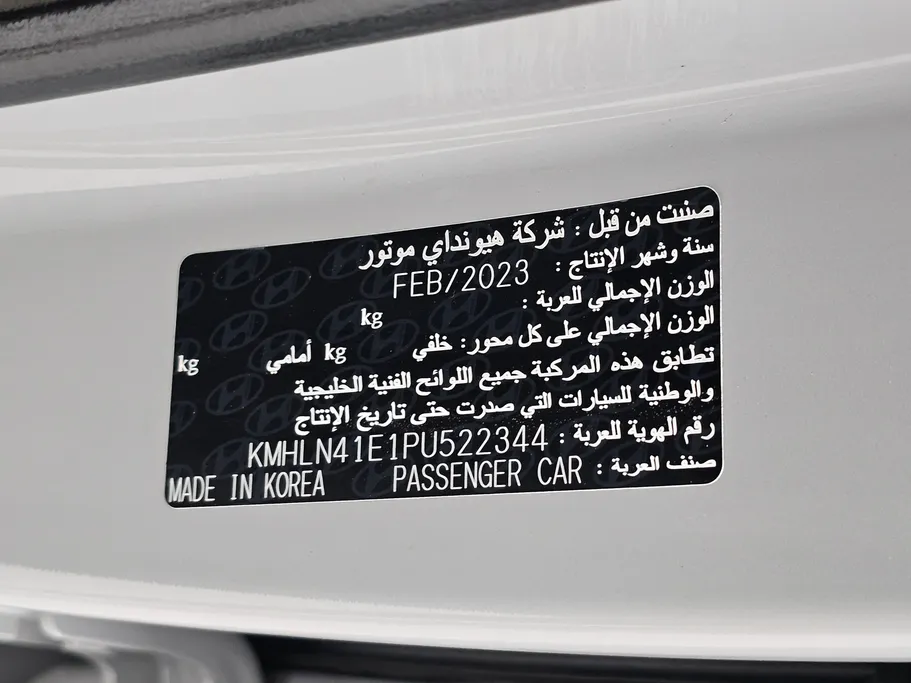 صنعت من قبل : شركة هيونداي موتور
سنة وشهر الإنتاج : FEB/2023
الوزن الإجمالي للعربة : kg
الوزن الإجمالي على كل محور: خلفي kg أمامي kg
تطابق هذه المركبة جميع اللوائح الفنية الخليجية
والوطنية للسيارات التي صدرت حتى تاريخ الإنتاج
رقم الهوية للعربة : KMHLN41E1PU522344
صنف العربة : PASSENGER CAR MADE IN KOREA